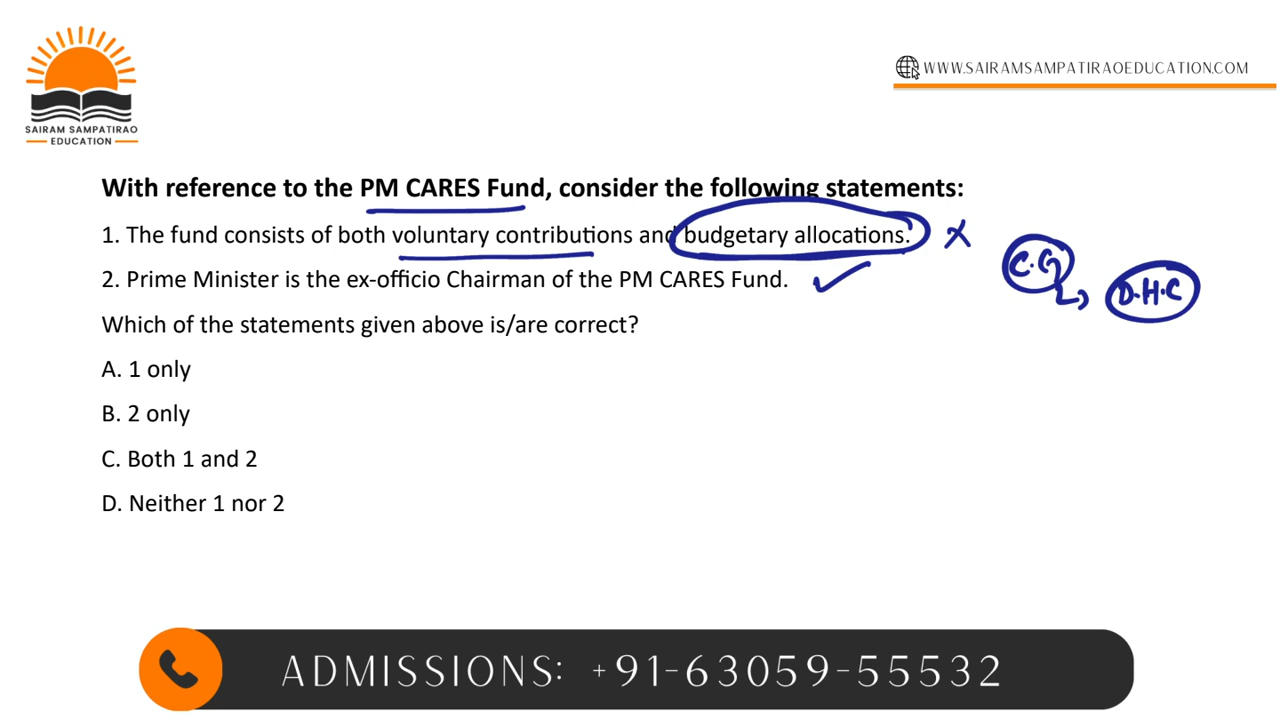 SAIRAM SAMPATIRAO
EDUCATION
WWW.SAIRAMSAMPATIRAOEDUCATION.COM
With reference to the PM CARES Fund, consider the following statements:
1. The fund consists of both voluntary contributions and budgetary allocations.
2. Prime Minister is the ex-officio Chairman of the PM CARES Fund.
C.G
D.H.C
Which of the statements given above is/are correct?
A. 1 only
B. 2 only
C. Both 1 and 2
D. Neither 1 nor 2
ADMISSIONS: +91-63059-55532